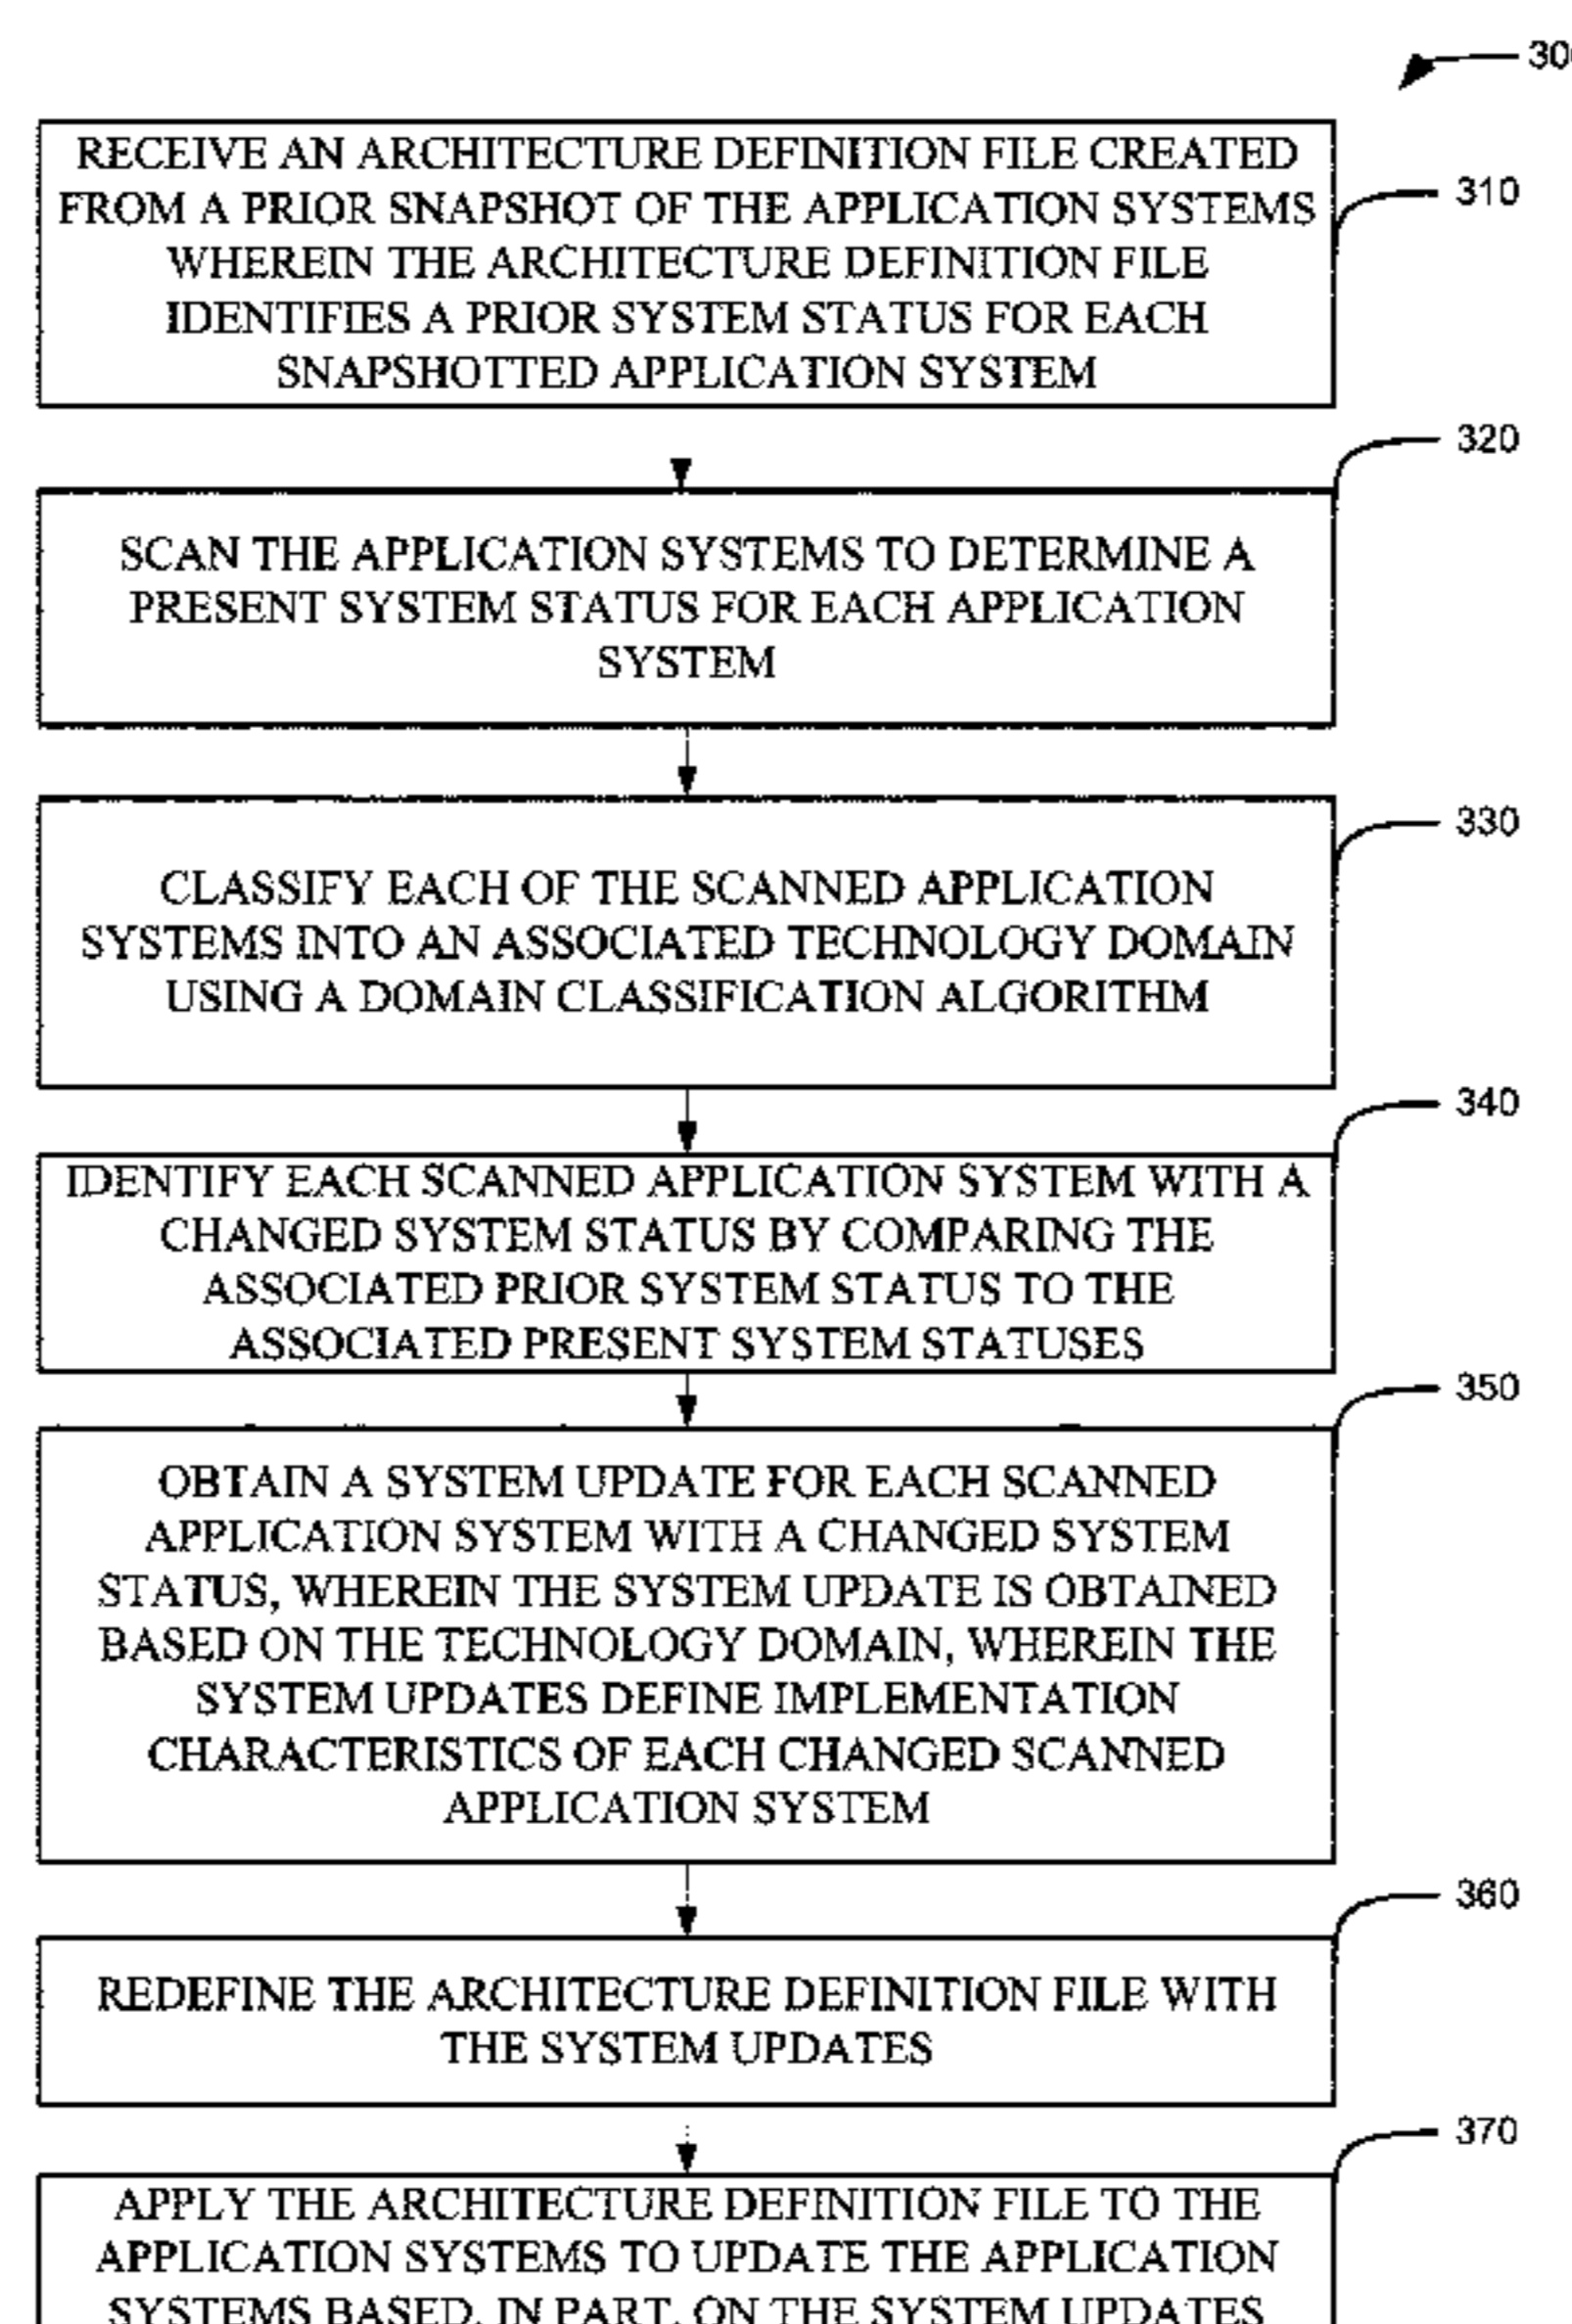 RECEIVE AN ARCHITECTURE DEFINITION FILE CREATED
FROM A PRIOR SNAPSHOT OF THE APPLICATION SYSTEMS
WHEREIN THE ARCHITECTURE DEFINITION FILE
IDENTIFIES A PRIOR SYSTEM STATUS FOR EACH
SNAPSHOTTED APPLICATION SYSTEM
310
320
SCAN THE APPLICATION SYSTEMS TO DETERMINE A
PRESENT SYSTEM STATUS FOR EACH APPLICATION
SYSTEM
330
CLASSIFY EACH OF THE SCANNED APPLICATION
SYSTEMS INTO AN ASSOCIATED TECHNOLOGY DOMAIN
USING A DOMAIN CLASSIFICATION ALGORITHM
340
IDENTIFY EACH SCANNED APPLICATION SYSTEM WITH A
CHANGED SYSTEM STATUS BY COMPARING THE
ASSOCIATED PRIOR SYSTEM STATUS TO THE
ASSOCIATED PRESENT SYSTEM STATUSES
350
OBTAIN A SYSTEM UPDATE FOR EACH SCANNED
APPLICATION SYSTEM WITH A CHANGED SYSTEM
STATUS, WHEREIN THE SYSTEM UPDATE IS OBTAINED
BASED ON THE TECHNOLOGY DOMAIN, WHEREIN THE
SYSTEM UPDATES DEFINE IMPLEMENTATION
CHARACTERISTICS OF EACH CHANGED SCANNED
APPLICATION SYSTEM
360
REDEFINE THE ARCHITECTURE DEFINITION FILE WITH
THE SYSTEM UPDATES
370
APPLY THE ARCHITECTURE DEFINITION FILE TO THE
APPLICATION SYSTEMS TO UPDATE THE APPLICATION
SYSTEMS BASED, IN PART, ON THE SYSTEM UPDATES